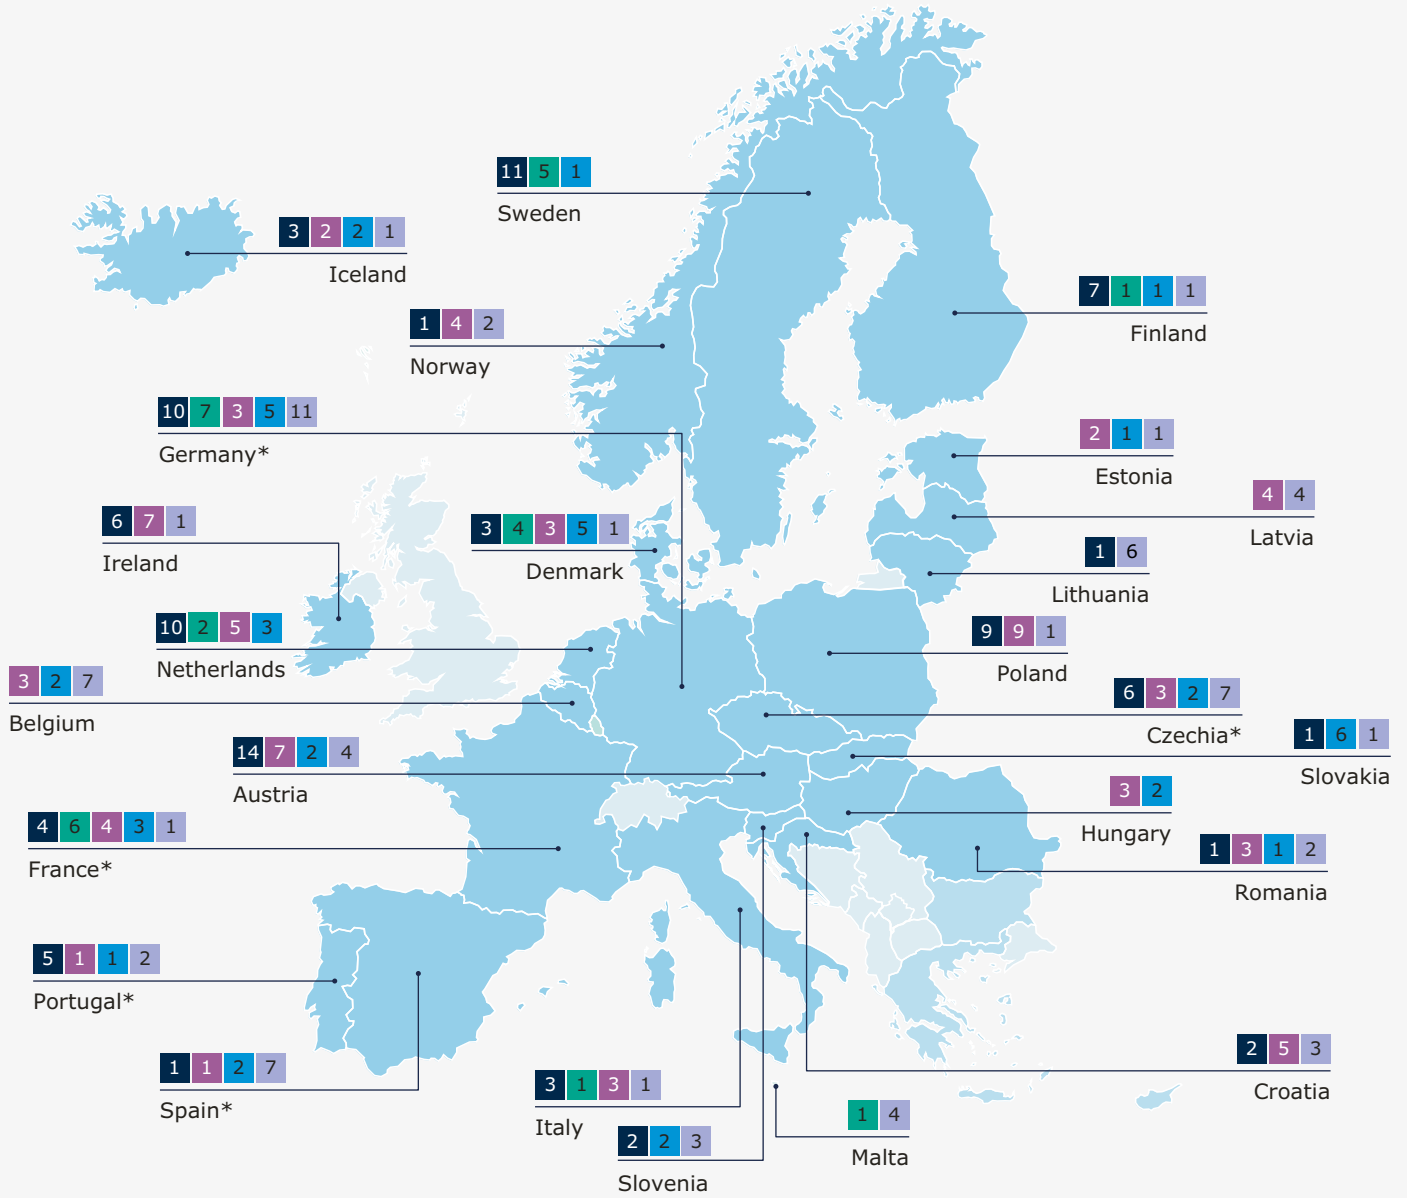 11 5 1
Sweden
3 2 2 1
Iceland
7 1 1 1
Finland
1 4 2
Norway
10 7 3 5 11
Germany*
2 1 1
Estonia
4 4
Latvia
6 7 1
Ireland
3 4 3 5 1
Denmark
1 6
Lithuania
10 2 5 3
Netherlands
9 9 1
Poland
3 2 7
Belgium
6 3 2 7
Czechia*
1 6 1
Slovakia
14 7 2 4
Austria
3 2
Hungary
4 6 4 3 1
France*
1 3 1 2
Romania
5 1 1 2
Portugal*
2 5 3
Croatia
1 1 2 7
Spain*
3 1 3 1
Italy
1 4
Malta
2 2 3
Slovenia